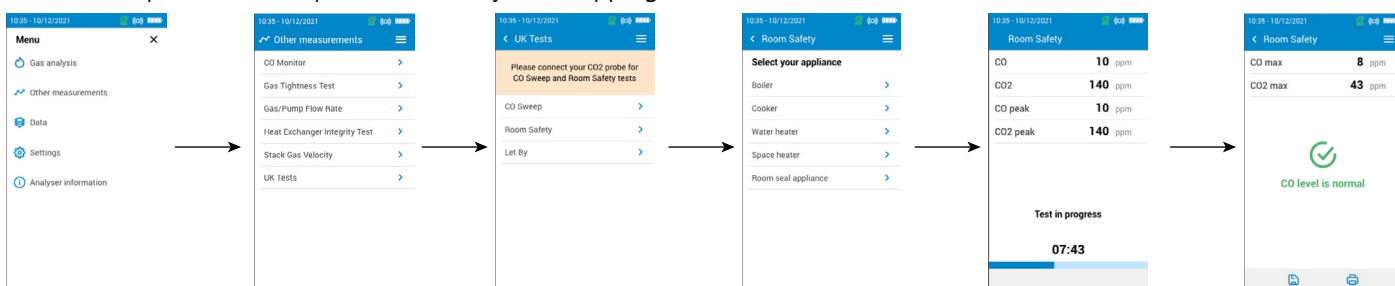 10:35 - 10/12/2021
Menu
Gas analysis
Other measurements
Data
Settings
Analyser information
10:35 - 10/12/2021
Other measurements
CO Monitor
Gas Tightness Test
Gas/Pump Flow Rate
Heat Exchanger Integrity Test
Stack Gas Velocity
UK Tests
10:35 - 10/12/2021
UK Tests
Please connect your CO2 probe for
CO Sweep and Room Safety tests
CO Sweep
Room Safety
Let By
10:35 - 10/12/2021
Room Safety
Select your appliance
Boiler
Cooker
Water heater
Space heater
Room seal appliance
10:35 - 10/12/2021
Room Safety
CO 10 ppm
CO2 140 ppm
CO peak 10 ppm
CO2 peak 140 ppm
Test in progress
07:43
10:35 - 10/12/2021
Room Safety
CO max 8 ppm
CO2 max 43 ppm
CO level is normal